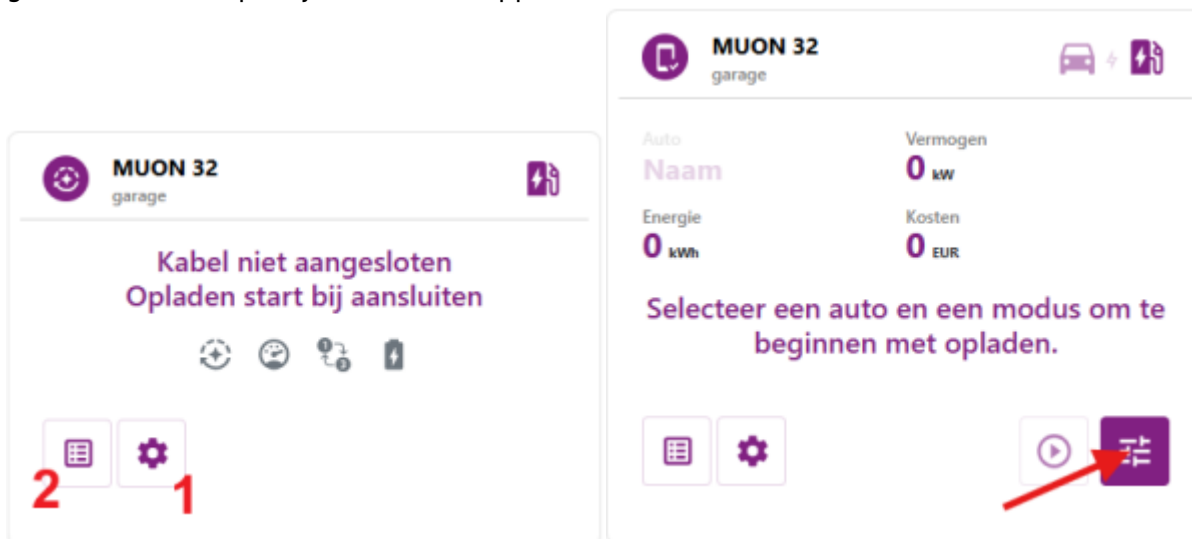 MUON 32
garage
Kabel niet aangesloten
Opladen start bij aansluiten
2
1
MUON 32
garage
Auto
Naam
Vermogen
0 kW
Energie
0 kWh
Kosten
0 EUR
Selecteer een auto en een modus om te
beginnen met opladen.